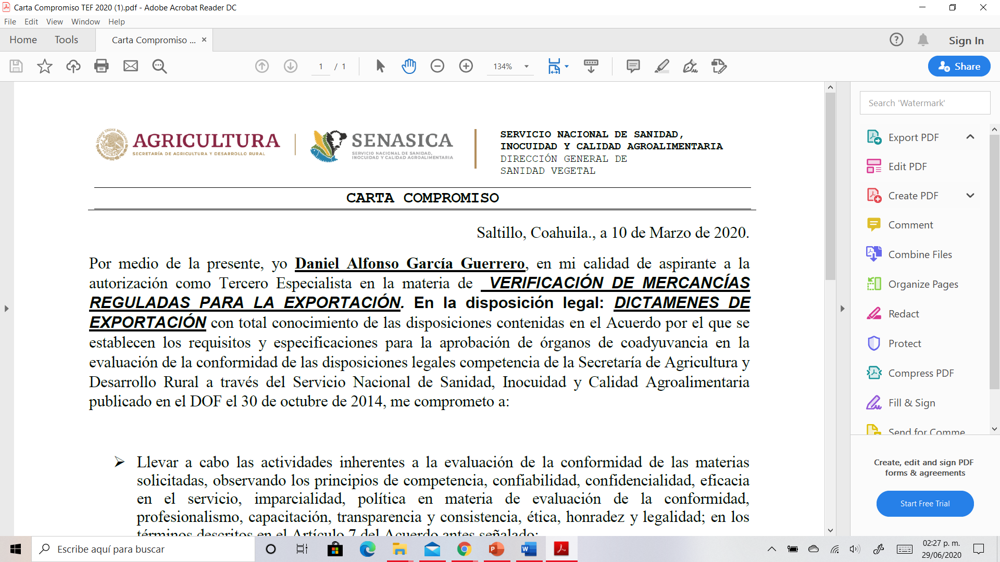 Carta Compromiso TEF 2020 (1).pdf - Adobe Acrobat Reader DC
File Edit View Window Help
Home Tools Carta Compromiso ... ×
Sign In
1 / 1
134%
Share
AGRICULTURA
SECRETARÍA DE AGRICULTURA Y DESARROLLO RURAL
SENASICA
SERVICIO NACIONAL DE SANIDAD,
INOCUIDAD Y CALIDAD AGROALIMENTARIA
SERVICIO NACIONAL DE SANIDAD,
INOCUIDAD Y CALIDAD AGROALIMENTARIA
DIRECCIÓN GENERAL DE
SANIDAD VEGETAL
CARTA COMPROMISO
Saltillo, Coahuila., a 10 de Marzo de 2020.
Por medio de la presente, yo Daniel Alfonso García Guerrero, en mi calidad de aspirante a la
autorización como Tercero Especialista en la materia de VERIFICACIÓN DE MERCANCÍAS
REGULADAS PARA LA EXPORTACIÓN. En la disposición legal: DICTAMENES DE
EXPORTACIÓN con total conocimiento de las disposiciones contenidas en el Acuerdo por el que se
establecen los requisitos y especificaciones para la aprobación de órganos de coadyuvancia en la
evaluación de la conformidad de las disposiciones legales competencia de la Secretaría de Agricultura y
Desarrollo Rural a través del Servicio Nacional de Sanidad, Inocuidad y Calidad Agroalimentaria
publicado en el DOF el 30 de octubre de 2014, me comprometo a:
➢ Llevar a cabo las actividades inherentes a la evaluación de la conformidad de las materias
solicitadas, observando los principios de competencia, confiabilidad, confidencialidad, eficacia
en el servicio, imparcialidad, política en materia de evaluación de la conformidad,
profesionalismo, capacitación, transparencia y consistencia, ética, honradez y legalidad; en los
términos descritos en el Artículo 7 del Acuerdo antes señalado;
Search 'Watermark'
Export PDF
Edit PDF
Create PDF
Comment
Combine Files
Organize Pages
Redact
Protect
Compress PDF
Fill & Sign
Send for Comme
Create, edit and sign PDF
forms & agreements
Start Free Trial
Escribe aquí para buscar
02:27 p. m.
29/06/2020